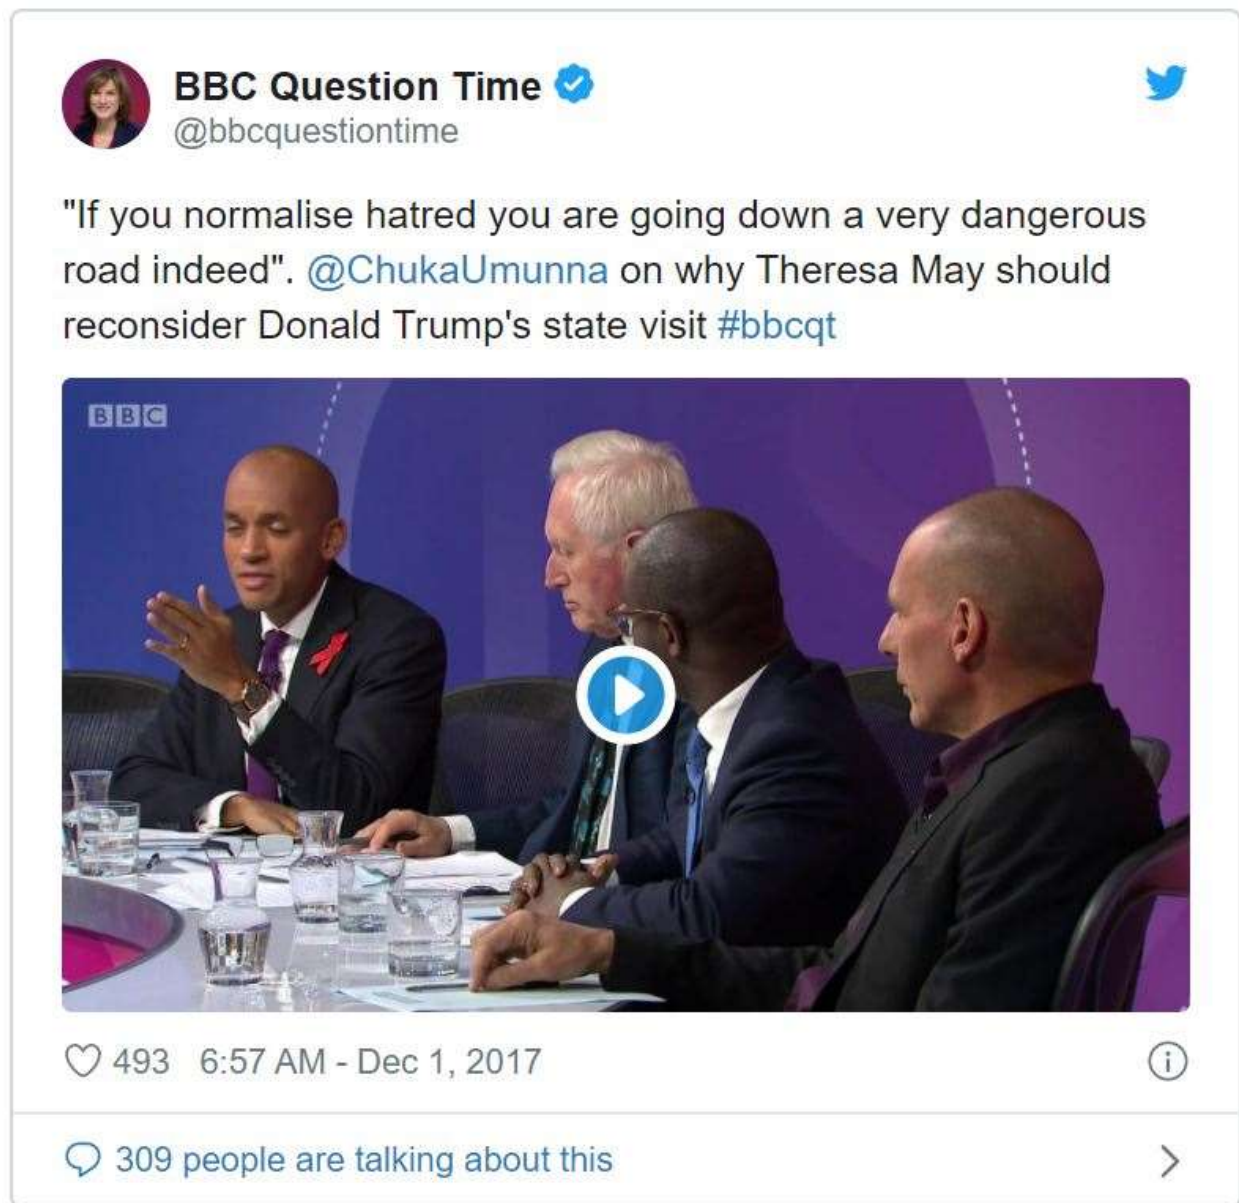 BBC Question Time
@bbcquestiontime
"If you normalise hatred you are going down a very dangerous
road indeed". @ChukaUmunna on why Theresa May should
reconsider Donald Trump's state visit #bbcqt
BBC
493 6:57 AM - Dec 1, 2017
309 people are talking about this